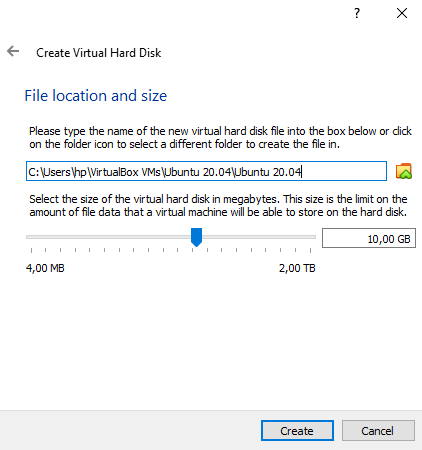 ?
Create Virtual Hard Disk
File location and size
Please type the name of the new virtual hard disk file into the box below or click
on the folder icon to select a different folder to create the file in.
C:\Users\hp\VirtualBox VMs\Ubuntu 20.04\Ubuntu 20.04
Select the size of the virtual hard disk in megabytes. This size is the limit on the
amount of file data that a virtual machine will be able to store on the hard disk.
10,00 GB
4,00 MB 2,00 TB
Create Cancel